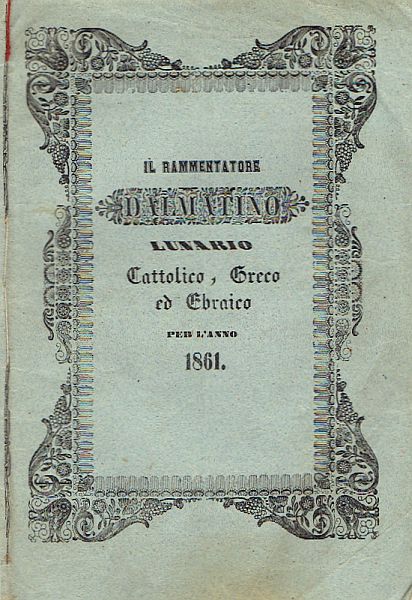 IL RAMMENTATORE
DALMATINO
LUNARIO
Cattolico, Greco
ed Ebraico
PER L'ANNO
1861.